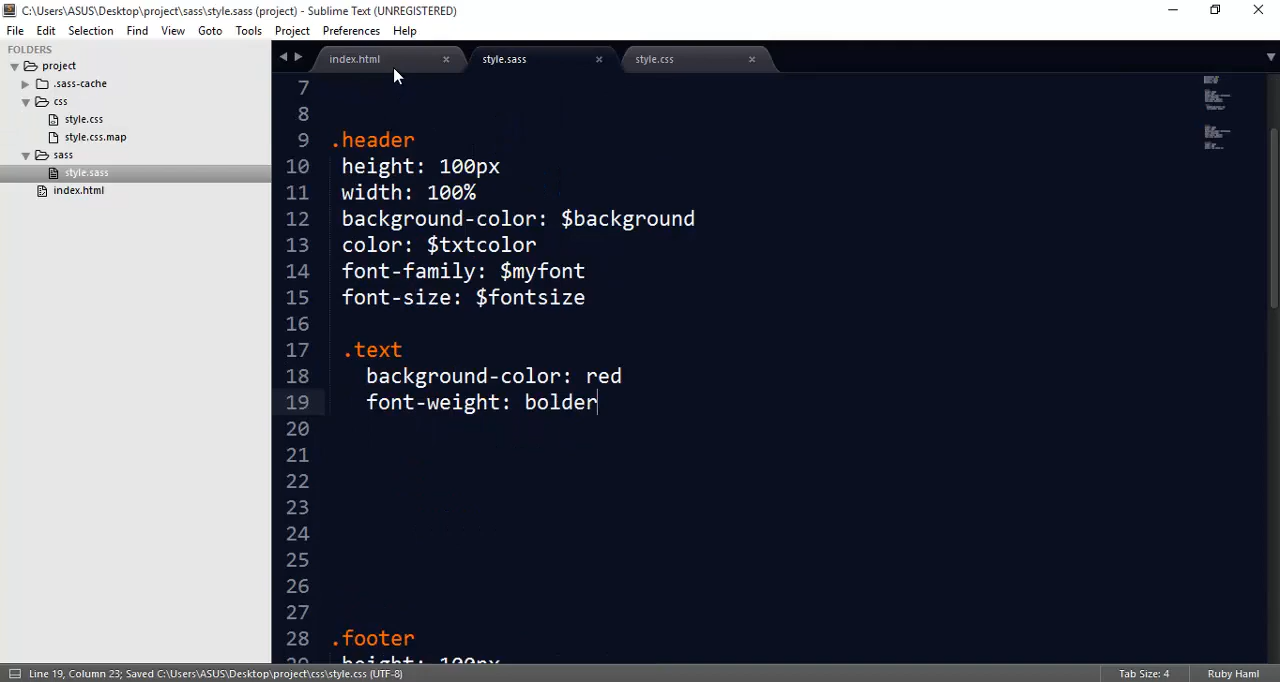 C:\Users\ASUS\Desktop\project\sass\style.sass (project) - Sublime Text (UNREGISTERED)
File Edit Selection Find View Goto Tools Project Preferences Help
FOLDERS
project
.sass-cache
css
style.css
style.css.map
sass
style.sass
index.html
index.html style.sass style.css
7
8
9 .header
10 height: 100px
11 width: 100%
12 background-color: $background
13 color: $txtcolor
14 font-family: $myfont
15 font-size: $fontsize
16
17 .text
18 background-color: red
19 font-weight: bolder
20
21
22
23
24
25
26
27
28 .footer
29 height: 100px
Line 19, Column 23; Saved C:\Users\ASUS\Desktop\project\css\style.css (UTF-8) Tab Size: 4 Ruby Haml